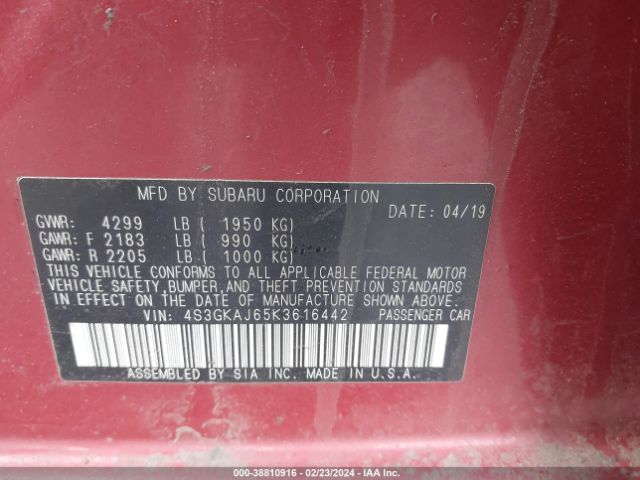 MFD BY SUBARU CORPORATION
DATE: 04/19
GVWR: 4299 LB ( 1950 KG)
GAWR: F 2183 LB ( 990 KG)
GAWR: R 2205 LB ( 1000 KG)
THIS VEHICLE CONFORMS TO ALL APPLICABLE FEDERAL MOTOR
VEHICLE SAFETY, BUMPER, AND THEFT PREVENTION STANDARDS
IN EFFECT ON THE DATE OF MANUFACTURE SHOWN ABOVE.
VIN: 4S3GKAJ65K3616442 PASSENGER CAR
ASSEMBLED BY SIA INC. MADE IN U.S.A.
000-38810916 - 02/23/2024 - IAA Inc.